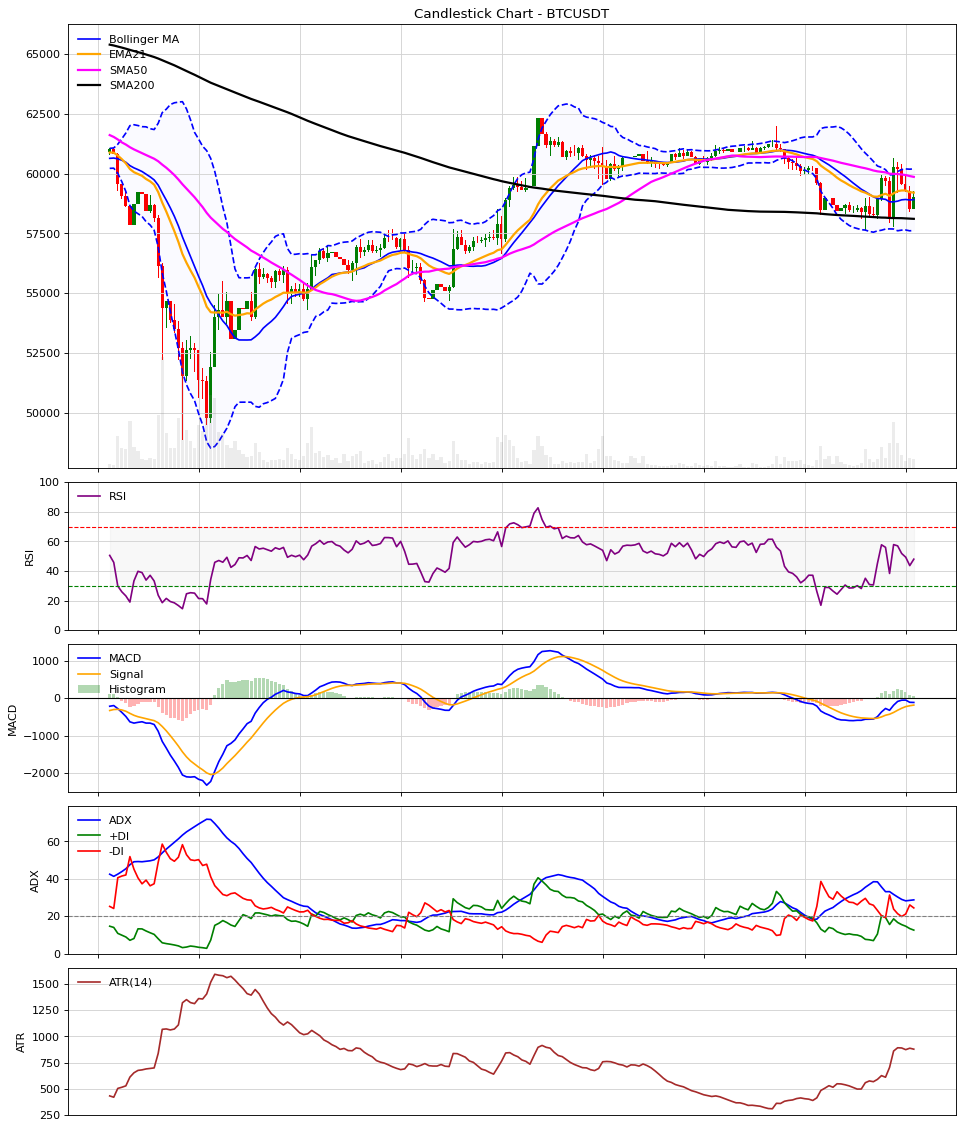 Candlestick Chart - BTCUSDT
Bollinger MA
EMA21
SMA50
SMA200
65000
62500
60000
57500
55000
52500
50000
RSI
100
80
60
40
20
0
RSI
MACD
Signal
Histogram
1000
0
−1000
−2000
MACD
ADX
+DI
-DI
60
40
20
0
ADX
ATR(14)
1500
1250
1000
750
500
250
ATR